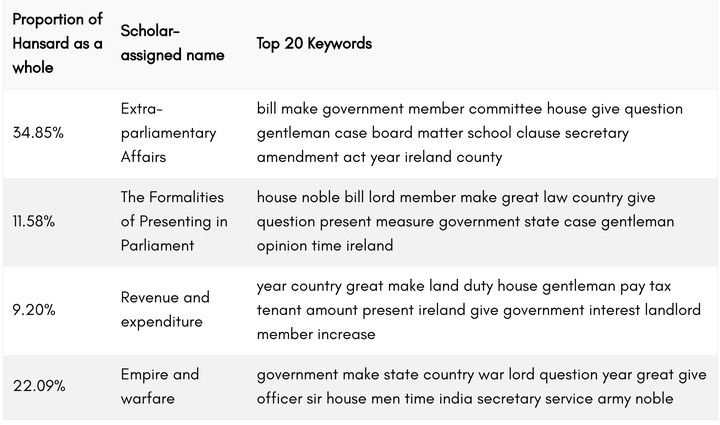 Proportion of
Hansard as a
whole
Scholar-
assigned name
Top 20 Keywords
34.85%
Extra-
parliamentary
Affairs
bill make government member committee house give question
gentleman case board matter school clause secretary
amendment act year ireland county
11.58%
The Formalities
of Presenting in
Parliament
house noble bill lord member make great law country give
question present measure government state case gentleman
opinion time ireland
9.20%
Revenue and
expenditure
year country great make land duty house gentleman pay tax
tenant amount present ireland give government interest landlord
member increase
22.09%
Empire and
warfare
government make state country war lord question year great give
officer sir house men time india secretary service army noble